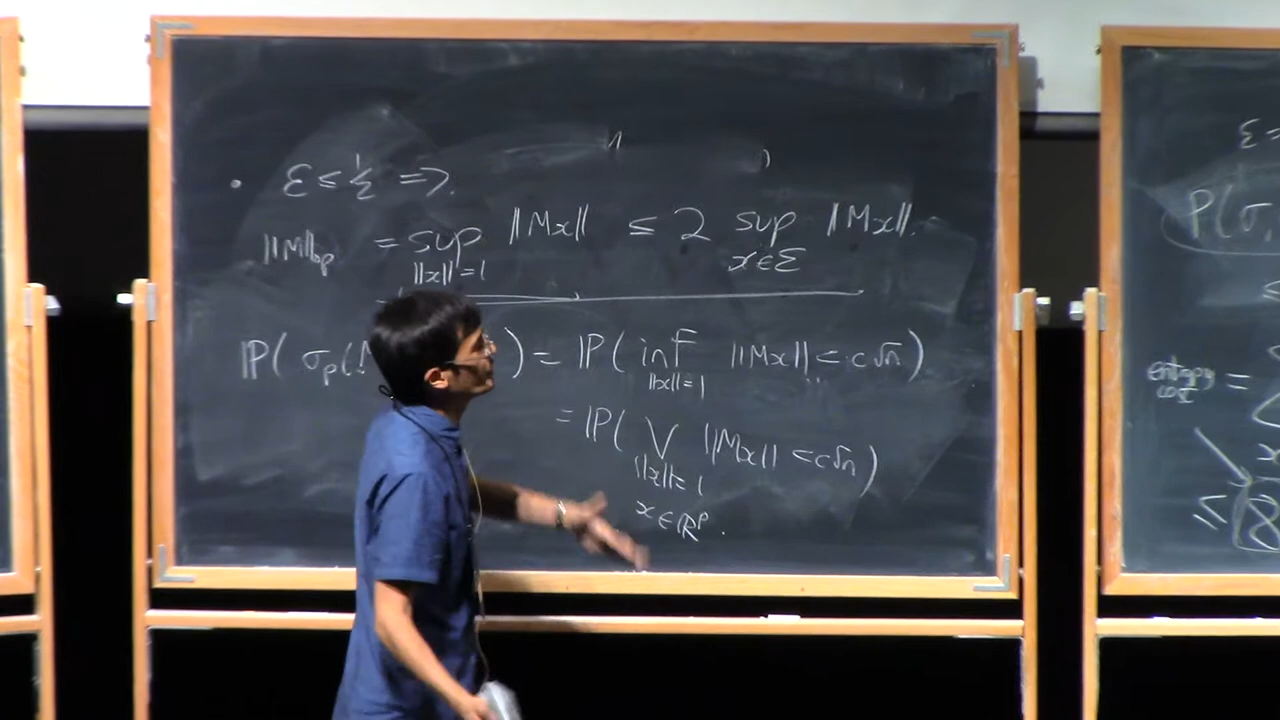 • ε ≤ 1/2 ⇒.
||M||op = sup ||Mx|| ≤ 2 sup ||Mx||.
||x||=1 x∈Σ
P( σp( ) = P( inf ||Mx|| < c√n )
||x||=1
= P( ∨ ||Mx|| < c√n )
||x||=1
x∈ℝᵖ.
ε =
P(σ,
≤
entropy cost =
≤